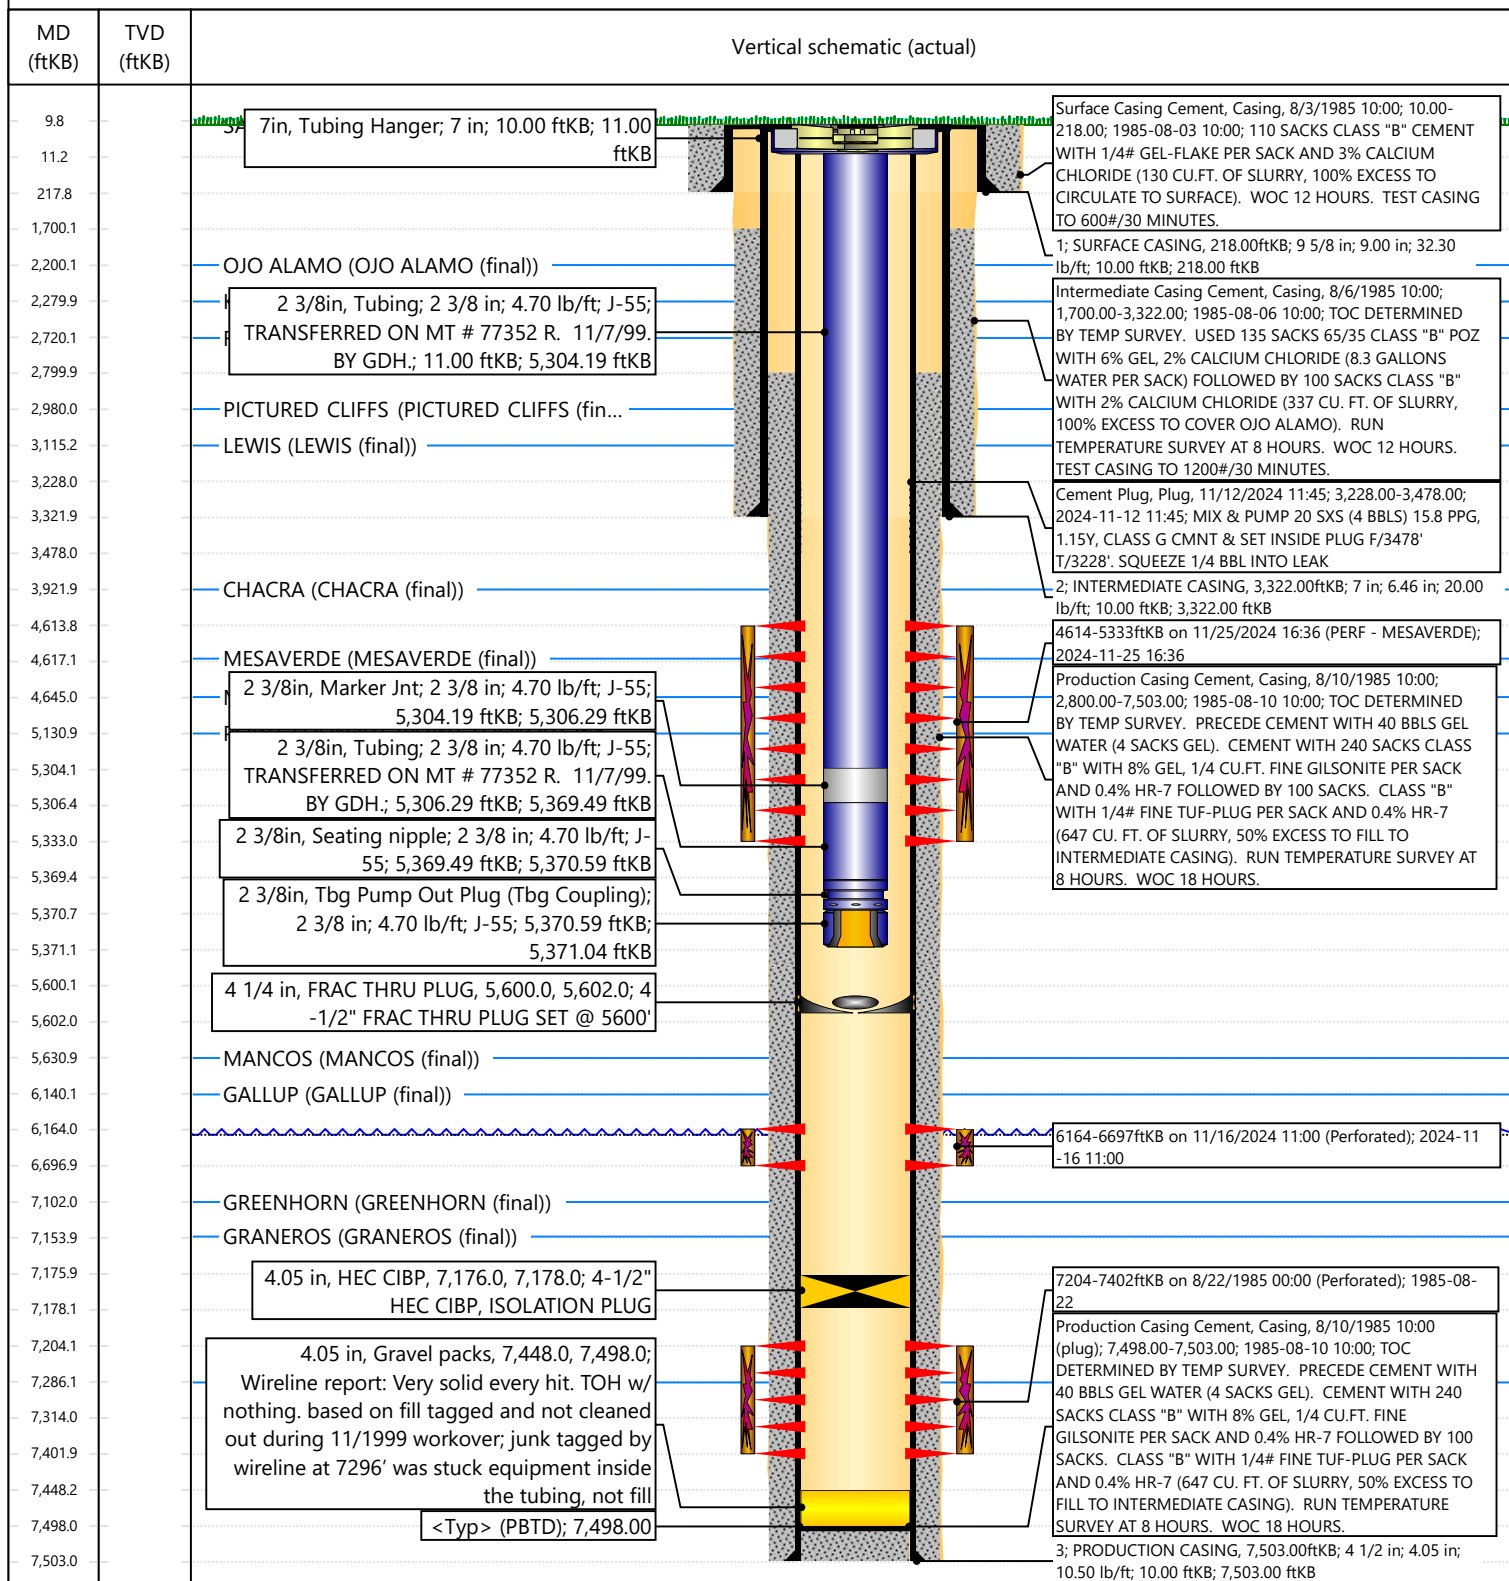 MD
(ftKB)
TVD
(ftKB)
Vertical schematic (actual)
9.8
11.2
217.8
1,700.1
2,200.1
2,279.9
2,720.1
2,799.9
2,980.0
3,115.2
3,228.0
3,321.9
3,478.0
3,921.9
4,613.8
4,617.1
4,645.0
5,130.9
5,304.1
5,306.4
5,333.0
5,369.4
5,370.7
5,371.1
5,600.1
5,602.0
5,630.9
6,140.1
6,164.0
6,696.9
7,102.0
7,153.9
7,175.9
7,178.1
7,204.1
7,286.1
7,314.0
7,401.9
7,448.2
7,498.0
7,503.0
7in, Tubing Hanger; 7 in; 10.00 ftKB; 11.00
ftKB
OJO ALAMO (OJO ALAMO (final))
2 3/8in, Tubing; 2 3/8 in; 4.70 lb/ft; J-55;
TRANSFERRED ON MT # 77352 R.  11/7/99.
BY GDH.; 11.00 ftKB; 5,304.19 ftKB
PICTURED CLIFFS (PICTURED CLIFFS (fin...
LEWIS (LEWIS (final))
CHACRA (CHACRA (final))
MESAVERDE (MESAVERDE (final))
2 3/8in, Marker Jnt; 2 3/8 in; 4.70 lb/ft; J-55;
5,304.19 ftKB; 5,306.29 ftKB
2 3/8in, Tubing; 2 3/8 in; 4.70 lb/ft; J-55;
TRANSFERRED ON MT # 77352 R.  11/7/99.
BY GDH.; 5,306.29 ftKB; 5,369.49 ftKB
2 3/8in, Seating nipple; 2 3/8 in; 4.70 lb/ft; J-
55; 5,369.49 ftKB; 5,370.59 ftKB
2 3/8in, Tbg Pump Out Plug (Tbg Coupling);
2 3/8 in; 4.70 lb/ft; J-55; 5,370.59 ftKB;
5,371.04 ftKB
4 1/4 in, FRAC THRU PLUG, 5,600.0, 5,602.0; 4
-1/2" FRAC THRU PLUG SET @ 5600'
MANCOS (MANCOS (final))
GALLUP (GALLUP (final))
GREENHORN (GREENHORN (final))
GRANEROS (GRANEROS (final))
4.05 in, HEC CIBP, 7,176.0, 7,178.0; 4-1/2"
HEC CIBP, ISOLATION PLUG
4.05 in, Gravel packs, 7,448.0, 7,498.0;
Wireline report: Very solid every hit. TOH w/
nothing. based on fill tagged and not cleaned
out during 11/1999 workover; junk tagged by
wireline at 7296’ was stuck equipment inside
the tubing, not fill
<Typ> (PBTD); 7,498.00
Surface Casing Cement, Casing, 8/3/1985 10:00; 10.00-
218.00; 1985-08-03 10:00; 110 SACKS CLASS "B" CEMENT
WITH 1/4# GEL-FLAKE PER SACK AND 3% CALCIUM
CHLORIDE (130 CU.FT. OF SLURRY, 100% EXCESS TO
CIRCULATE TO SURFACE).  WOC 12 HOURS.  TEST CASING
TO 600#/30 MINUTES.
1; SURFACE CASING, 218.00ftKB; 9 5/8 in; 9.00 in; 32.30
lb/ft; 10.00 ftKB; 218.00 ftKB
Intermediate Casing Cement, Casing, 8/6/1985 10:00;
1,700.00-3,322.00; 1985-08-06 10:00; TOC DETERMINED
BY TEMP SURVEY.  USED 135 SACKS 65/35 CLASS "B" POZ
WITH 6% GEL, 2% CALCIUM CHLORIDE (8.3 GALLONS
WATER PER SACK) FOLLOWED BY 100 SACKS CLASS "B"
WITH 2% CALCIUM CHLORIDE (337 CU. FT. OF SLURRY,
100% EXCESS TO COVER OJO ALAMO).  RUN
TEMPERATURE SURVEY AT 8 HOURS.  WOC 12 HOURS.
TEST CASING TO 1200#/30 MINUTES.
Cement Plug, Plug, 11/12/2024 11:45; 3,228.00-3,478.00;
2024-11-12 11:45; MIX & PUMP 20 SXS (4 BBLS) 15.8 PPG,
1.15Y, CLASS G CMNT & SET INSIDE PLUG F/3478'
T/3228'. SQUEEZE 1/4 BBL INTO LEAK
2; INTERMEDIATE CASING, 3,322.00ftKB; 7 in; 6.46 in; 20.00
lb/ft; 10.00 ftKB; 3,322.00 ftKB
4614-5333ftKB on 11/25/2024 16:36 (PERF - MESAVERDE);
2024-11-25 16:36
Production Casing Cement, Casing, 8/10/1985 10:00;
2,800.00-7,503.00; 1985-08-10 10:00; TOC DETERMINED
BY TEMP SURVEY.  PRECEDE CEMENT WITH 40 BBLS GEL
WATER (4 SACKS GEL).  CEMENT WITH 240 SACKS CLASS
"B" WITH 8% GEL, 1/4 CU.FT. FINE GILSONITE PER SACK
AND 0.4% HR-7 FOLLOWED BY 100 SACKS.  CLASS "B"
WITH 1/4# FINE TUF-PLUG PER SACK AND 0.4% HR-7
(647 CU. FT. OF SLURRY, 50% EXCESS TO FILL TO
INTERMEDIATE CASING).  RUN TEMPERATURE SURVEY AT
8 HOURS.  WOC 18 HOURS.
6164-6697ftKB on 11/16/2024 11:00 (Perforated); 2024-11
-16 11:00
7204-7402ftKB on 8/22/1985 00:00 (Perforated); 1985-08-
22
Production Casing Cement, Casing, 8/10/1985 10:00
(plug); 7,498.00-7,503.00; 1985-08-10 10:00; TOC
DETERMINED BY TEMP SURVEY.  PRECEDE CEMENT WITH
40 BBLS GEL WATER (4 SACKS GEL).  CEMENT WITH 240
SACKS CLASS "B" WITH 8% GEL, 1/4 CU.FT. FINE
GILSONITE PER SACK AND 0.4% HR-7 FOLLOWED BY 100
SACKS.  CLASS "B" WITH 1/4# FINE TUF-PLUG PER SACK
AND 0.4% HR-7 (647 CU. FT. OF SLURRY, 50% EXCESS TO
FILL TO INTERMEDIATE CASING).  RUN TEMPERATURE
SURVEY AT 8 HOURS.  WOC 18 HOURS.
3; PRODUCTION CASING, 7,503.00ftKB; 4 1/2 in; 4.05 in;
10.50 lb/ft; 10.00 ftKB; 7,503.00 ftKB